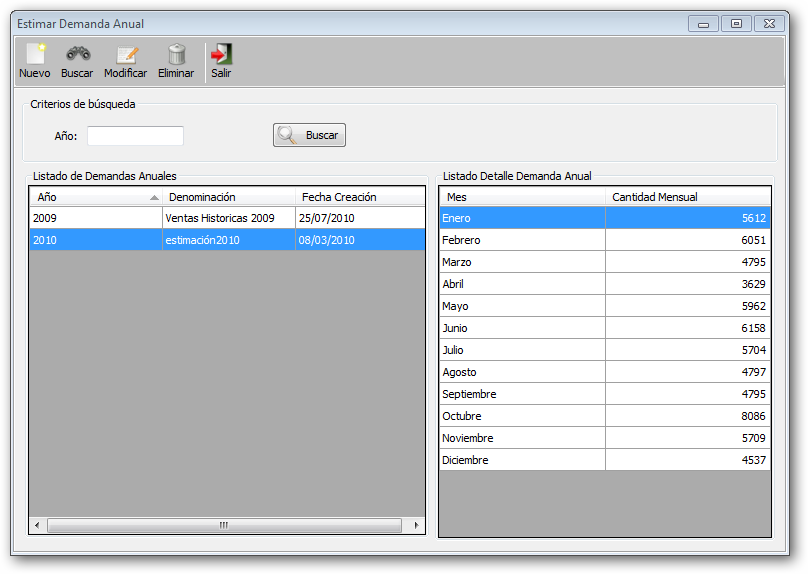 Estimar Demanda Anual
Nuevo Buscar Modificar Eliminar Salir
Criterios de búsqueda
Año: Buscar
Listado de Demandas Anuales
Año Denominación Fecha Creación
2009 Ventas Historicas 2009 25/07/2010
2010 estimación2010 08/03/2010
Listado Detalle Demanda Anual
Mes Cantidad Mensual
Enero 5612
Febrero 6051
Marzo 4795
Abril 3629
Mayo 5962
Junio 6158
Julio 5704
Agosto 4797
Septiembre 4795
Octubre 8086
Noviembre 5709
Diciembre 4537